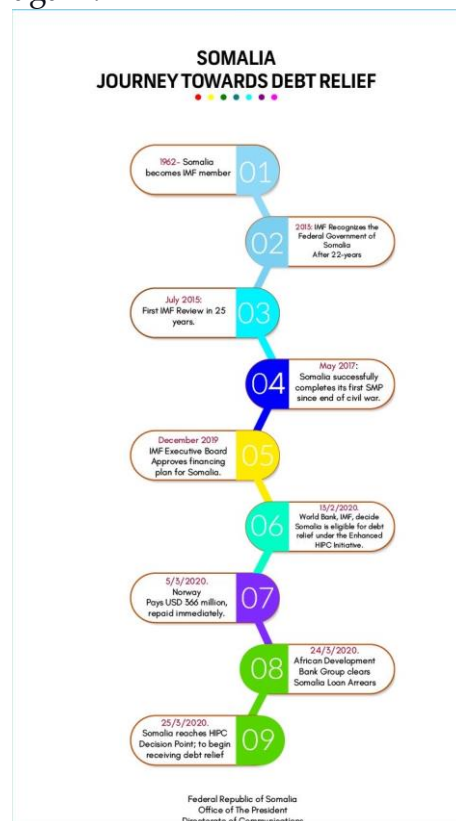 SOMALIA
JOURNEY TOWARDS DEBT RELIEF
1962- Somalia
becomes IMF member
01
02
2013: IMF Recognizes the
Federal Government of
Somalia
After 22-years
July 2015:
First IMF Review in 25
years.
03
04
May 2017:
Somalia successfully
completes its first SMP
since end of civil war.
December 2019
IMF Executive Board
Approves financing
plan for Somalia.
05
06
13/2/2020.
World Bank, IMF, decide
Somalia is eligible for debt
relief under the Enhanced
HIPC Initiative.
5/3/2020.
Norway
Pays USD 366 million,
repaid immediately.
07
08
24/3/2020.
African Development
Bank Group clears
Somalia Loan Arrears
25/3/2020.
Somalia reaches HIPC
Decision Point; to begin
receiving debt relief
09
Federal Republic of Somalia
Office of The President
Directorate of Communications